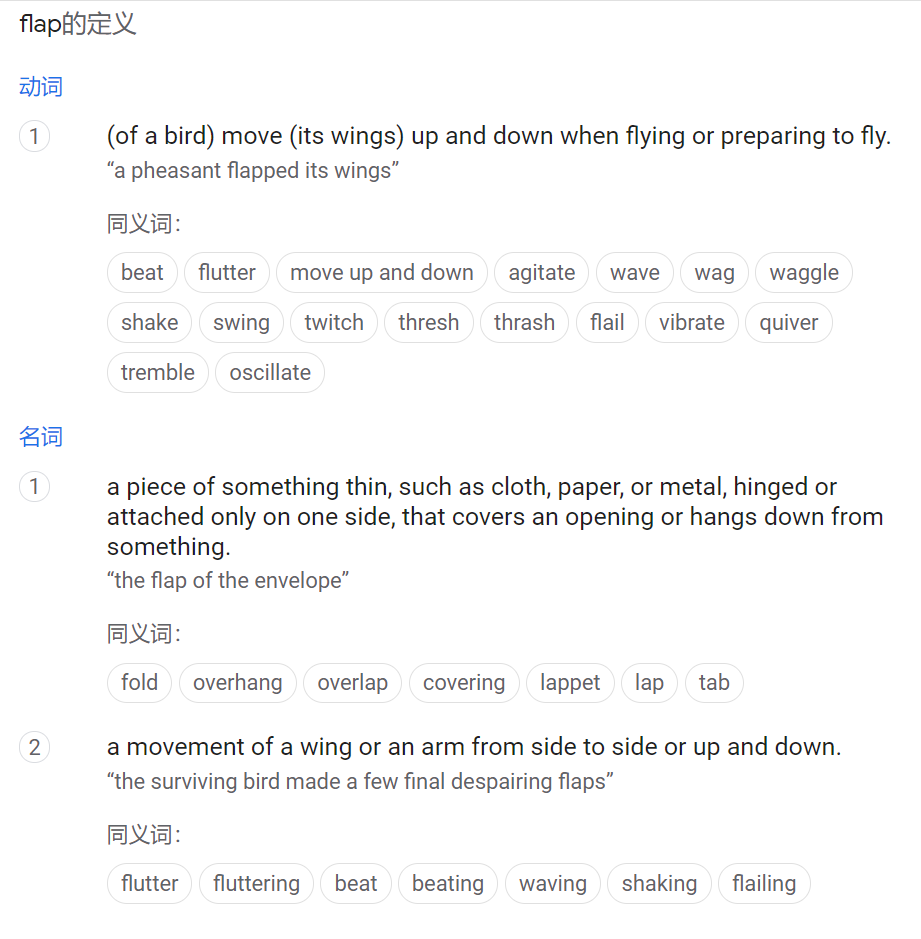 flap的定义
动词
1
(of a bird) move (its wings) up and down when flying or preparing to fly.
“a pheasant flapped its wings”
同义词：
beat flutter move up and down agitate wave wag waggle
shake swing twitch thresh thrash flail vibrate quiver
tremble oscillate
名词
1
a piece of something thin, such as cloth, paper, or metal, hinged or
attached only on one side, that covers an opening or hangs down from
something.
“the flap of the envelope”
同义词：
fold overhang overlap covering lappet lap tab
2
a movement of a wing or an arm from side to side or up and down.
“the surviving bird made a few final despairing flaps”
同义词：
flutter fluttering beat beating waving shaking flailing